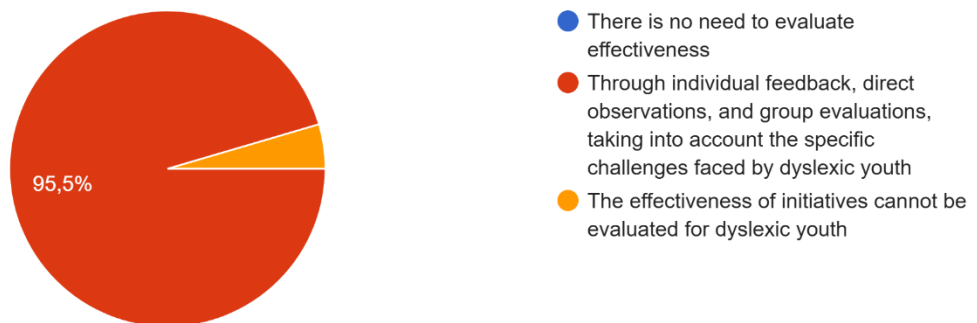 There is no need to evaluate
effectiveness
Through individual feedback, direct
observations, and group evaluations,
taking into account the specific
challenges faced by dyslexic youth
The effectiveness of initiatives cannot be
evaluated for dyslexic youth
95,5%